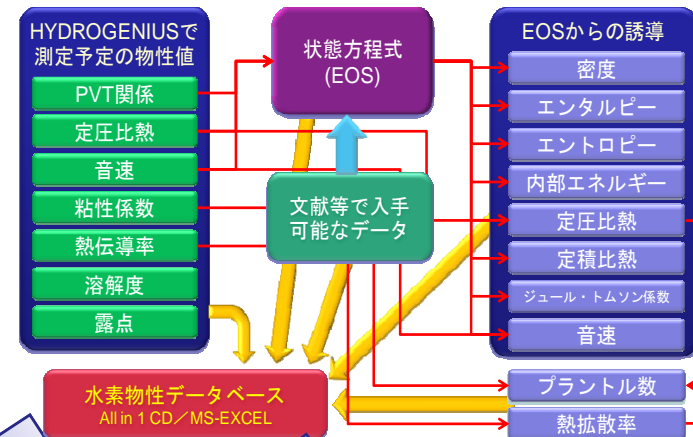 HYDROGENIUSで
測定予定の物性値
PVT関係
定圧比熱
音速
粘性係数
熱伝導率
溶解度
露点
状態方程式
(EOS)
文献等で入手
可能なデータ
EOSからの誘導
密度
エンタルピー
エントロピー
内部エネルギー
定圧比熱
定積比熱
ジュール・トムソン係数
音速
プラントル数
熱拡散率
水素物性データベース
All in 1 CD／MS-EXCEL